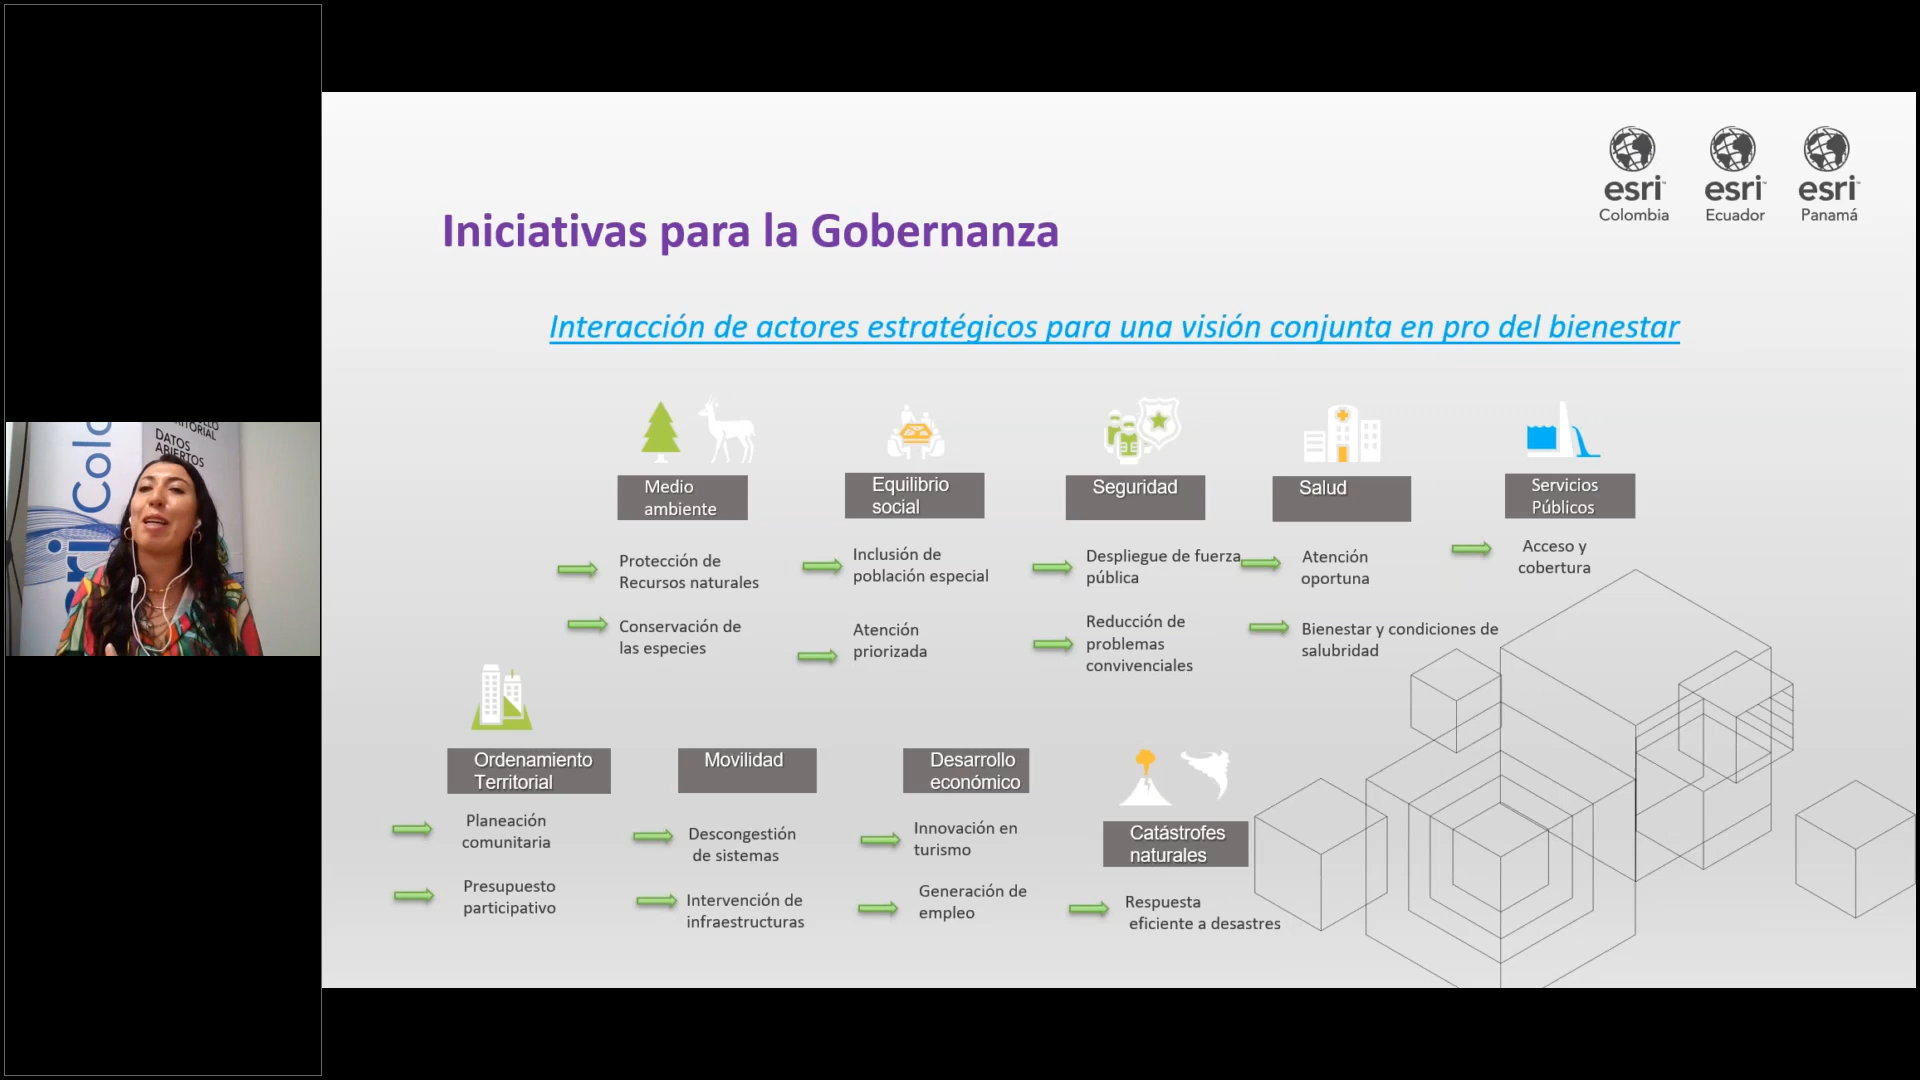 esri
Colombia
esri
Ecuador
esri
Panamá
Iniciativas para la Gobernanza
Interacción de actores estratégicos para una visión conjunta en pro del bienestar
Medio
ambiente
Protección de
Recursos naturales
Conservación de
las especies
Equilibrio
social
Inclusión de
población especial
Atención
priorizada
Seguridad
Despliegue de fuerza
pública
Reducción de
problemas
convivenciales
Salud
Atención
oportuna
Bienestar y condiciones de
salubridad
Servicios
Públicos
Acceso y
cobertura
Ordenamiento
Territorial
Planeación
comunitaria
Presupuesto
participativo
Movilidad
Descongestión
de sistemas
Intervención de
infraestructuras
Desarrollo
económico
Innovación en
turismo
Generación de
empleo
Catástrofes
naturales
Respuesta
eficiente a desastres
DATOS
ABIERTOS